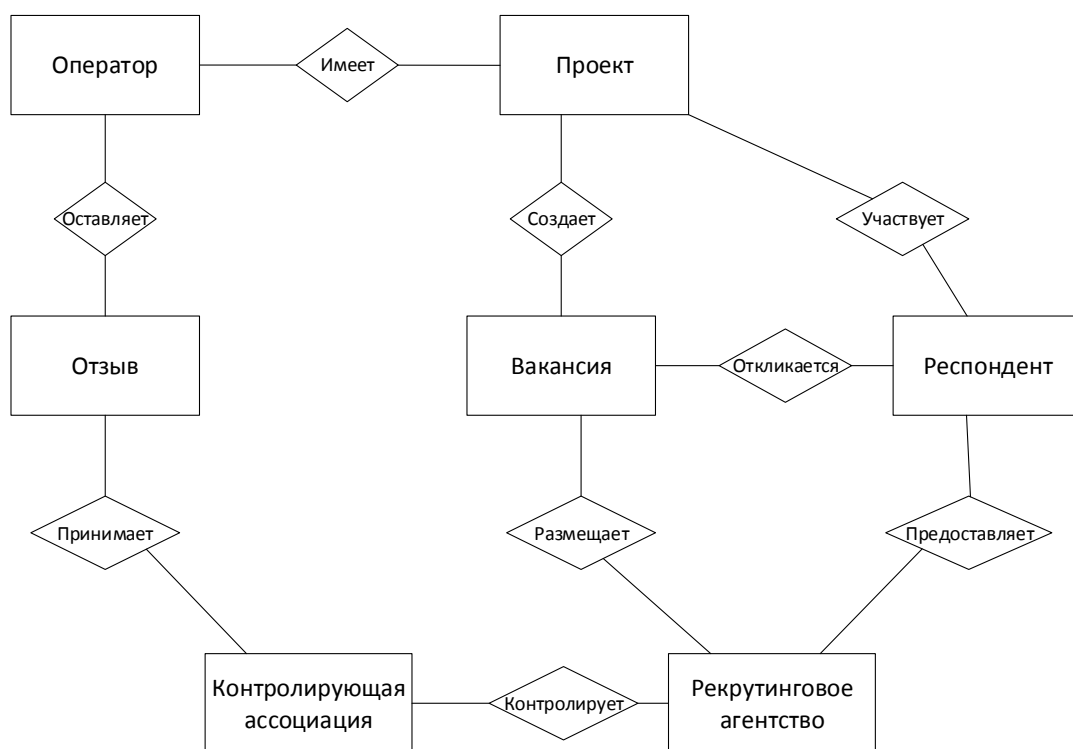 Оператор
Имеет
Проект
Оставляет
Создает
Участвует
Отзыв
Вакансия
Откликается
Респондент
Принимает
Размещает
Предоставляет
Контролирующая
ассоциация
Контролирует
Рекрутинговое
агентство